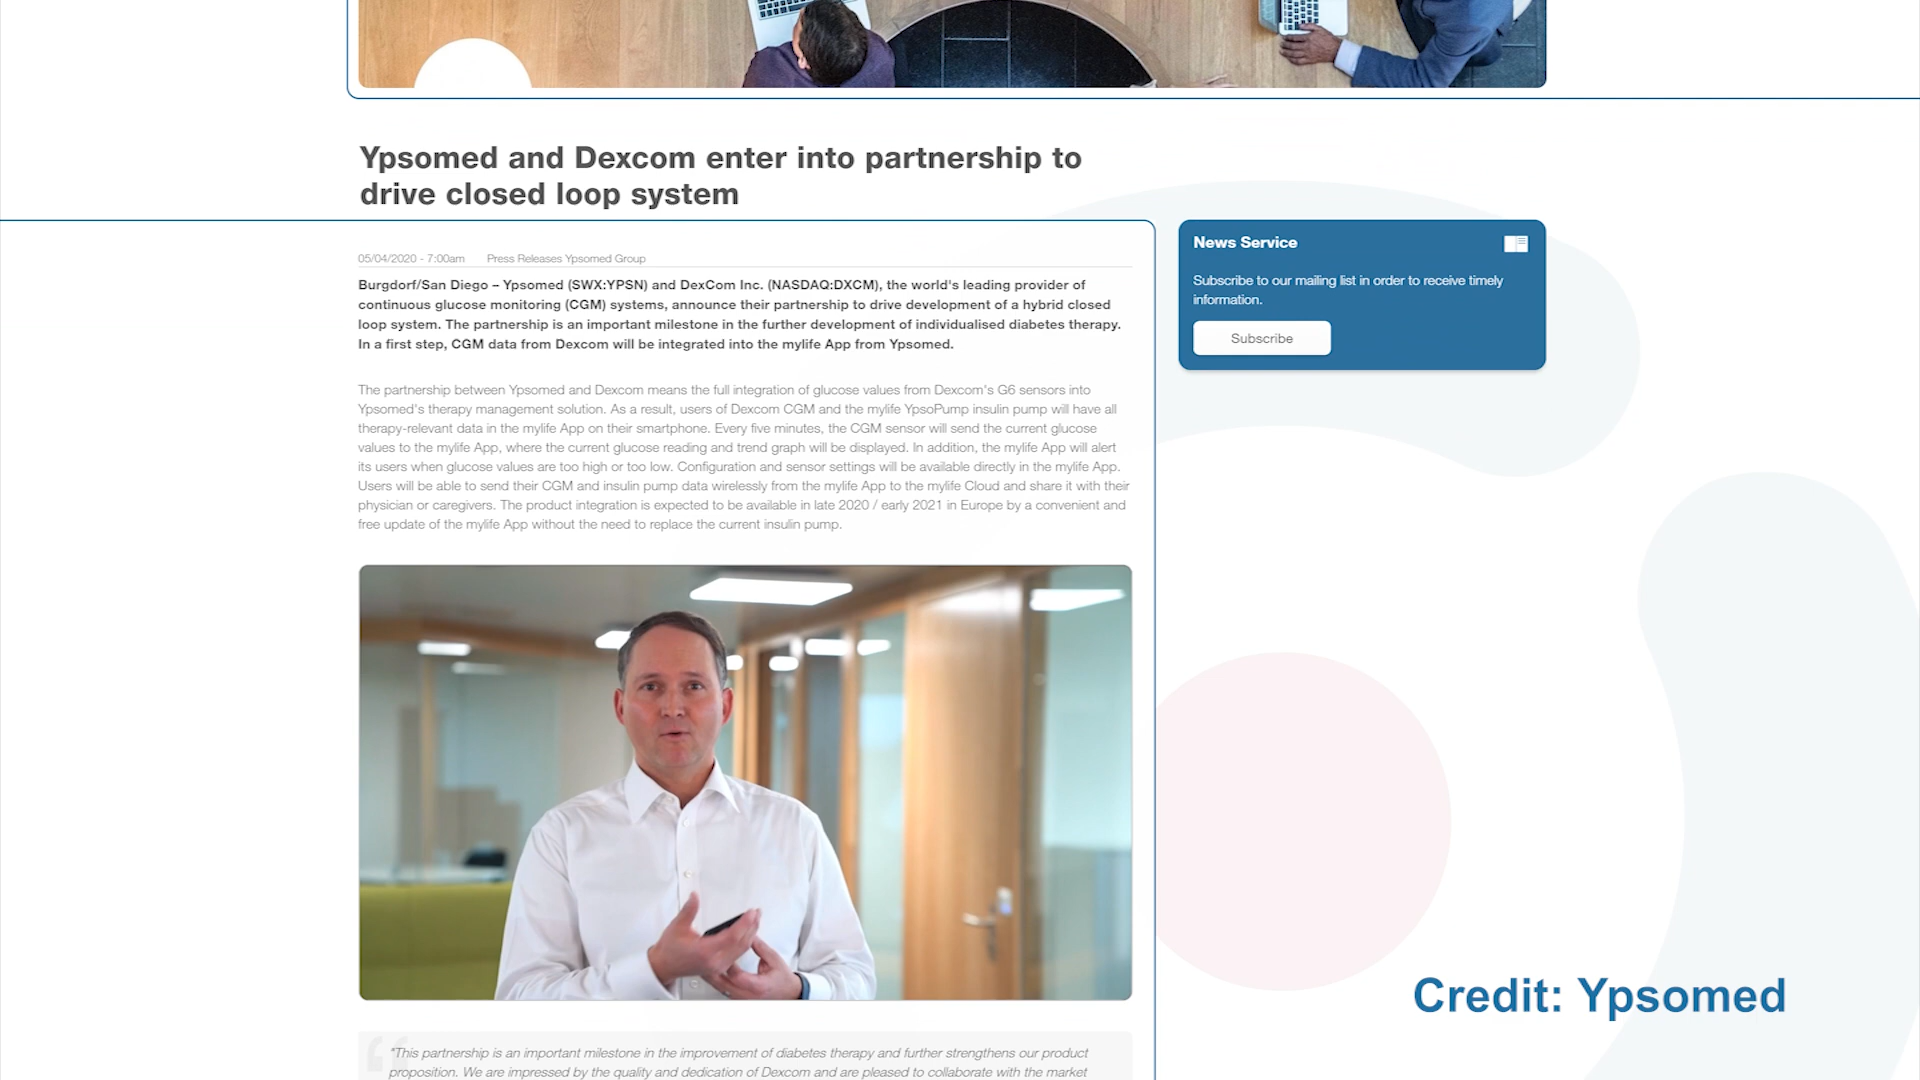 Ypsomed and Dexcom enter into partnership to
drive closed loop system
05/04/2020 - 7:00am Press Releases Ypsomed Group
Burgdorf/San Diego – Ypsomed (SWX:YPSN) and DexCom Inc. (NASDAQ:DXCM), the world's leading provider of
continuous glucose monitoring (CGM) systems, announce their partnership to drive development of a hybrid closed
loop system. The partnership is an important milestone in the further development of individualised diabetes therapy.
In a first step, CGM data from Dexcom will be integrated into the mylife App from Ypsomed.
The partnership between Ypsomed and Dexcom means the full integration of glucose values from Dexcom's G6 sensors into
Ypsomed's therapy management solution. As a result, users of Dexcom CGM and the mylife YpsoPump insulin pump will have all
therapy-relevant data in the mylife App on their smartphone. Every five minutes, the CGM sensor will send the current glucose
values to the mylife App, where the current glucose reading and trend graph will be displayed. In addition, the mylife App will alert
its users when glucose values are too high or too low. Configuration and sensor settings will be available directly in the mylife App.
Users will be able to send their CGM and insulin pump data wirelessly from the mylife App to the mylife Cloud and share it with their
physician or caregivers. The product integration is expected to be available in late 2020 / early 2021 in Europe by a convenient and
free update of the mylife App without the need to replace the current insulin pump.
"This partnership is an important milestone in the improvement of diabetes therapy and further strengthens our product
proposition. We are impressed by the quality and dedication of Dexcom and are pleased to collaborate with the market
News Service
Subscribe to our mailing list in order to receive timely
information.
Subscribe
Credit: Ypsomed